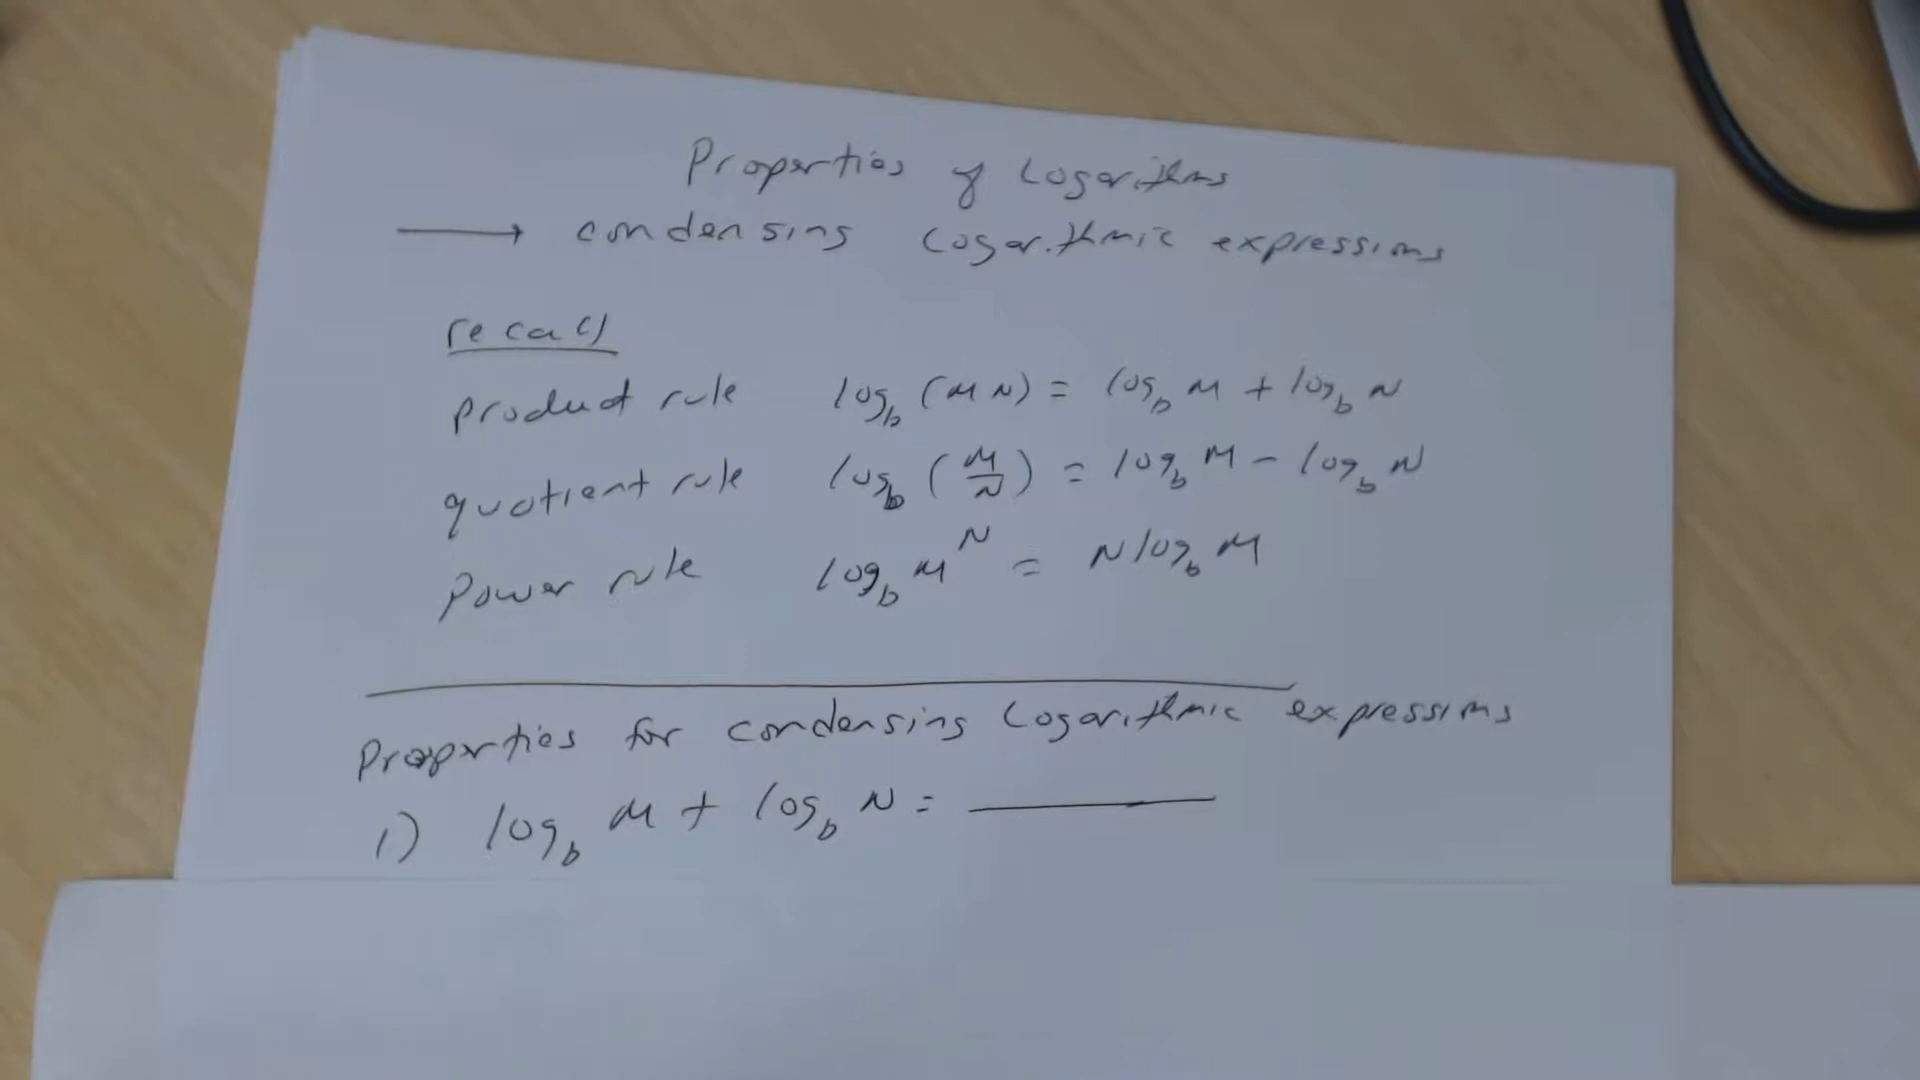 Properties of Logarithms
→ condensing Logarithmic expressions
recall
product rule log_b (MN) = log_b M + log_b N
quotient rule log_b (M/N) = log_b M - log_b N
Power rule log_b M^N = N log_b M
Properties for condensing Logarithmic expressions
1) log_b M + log_b N = ______